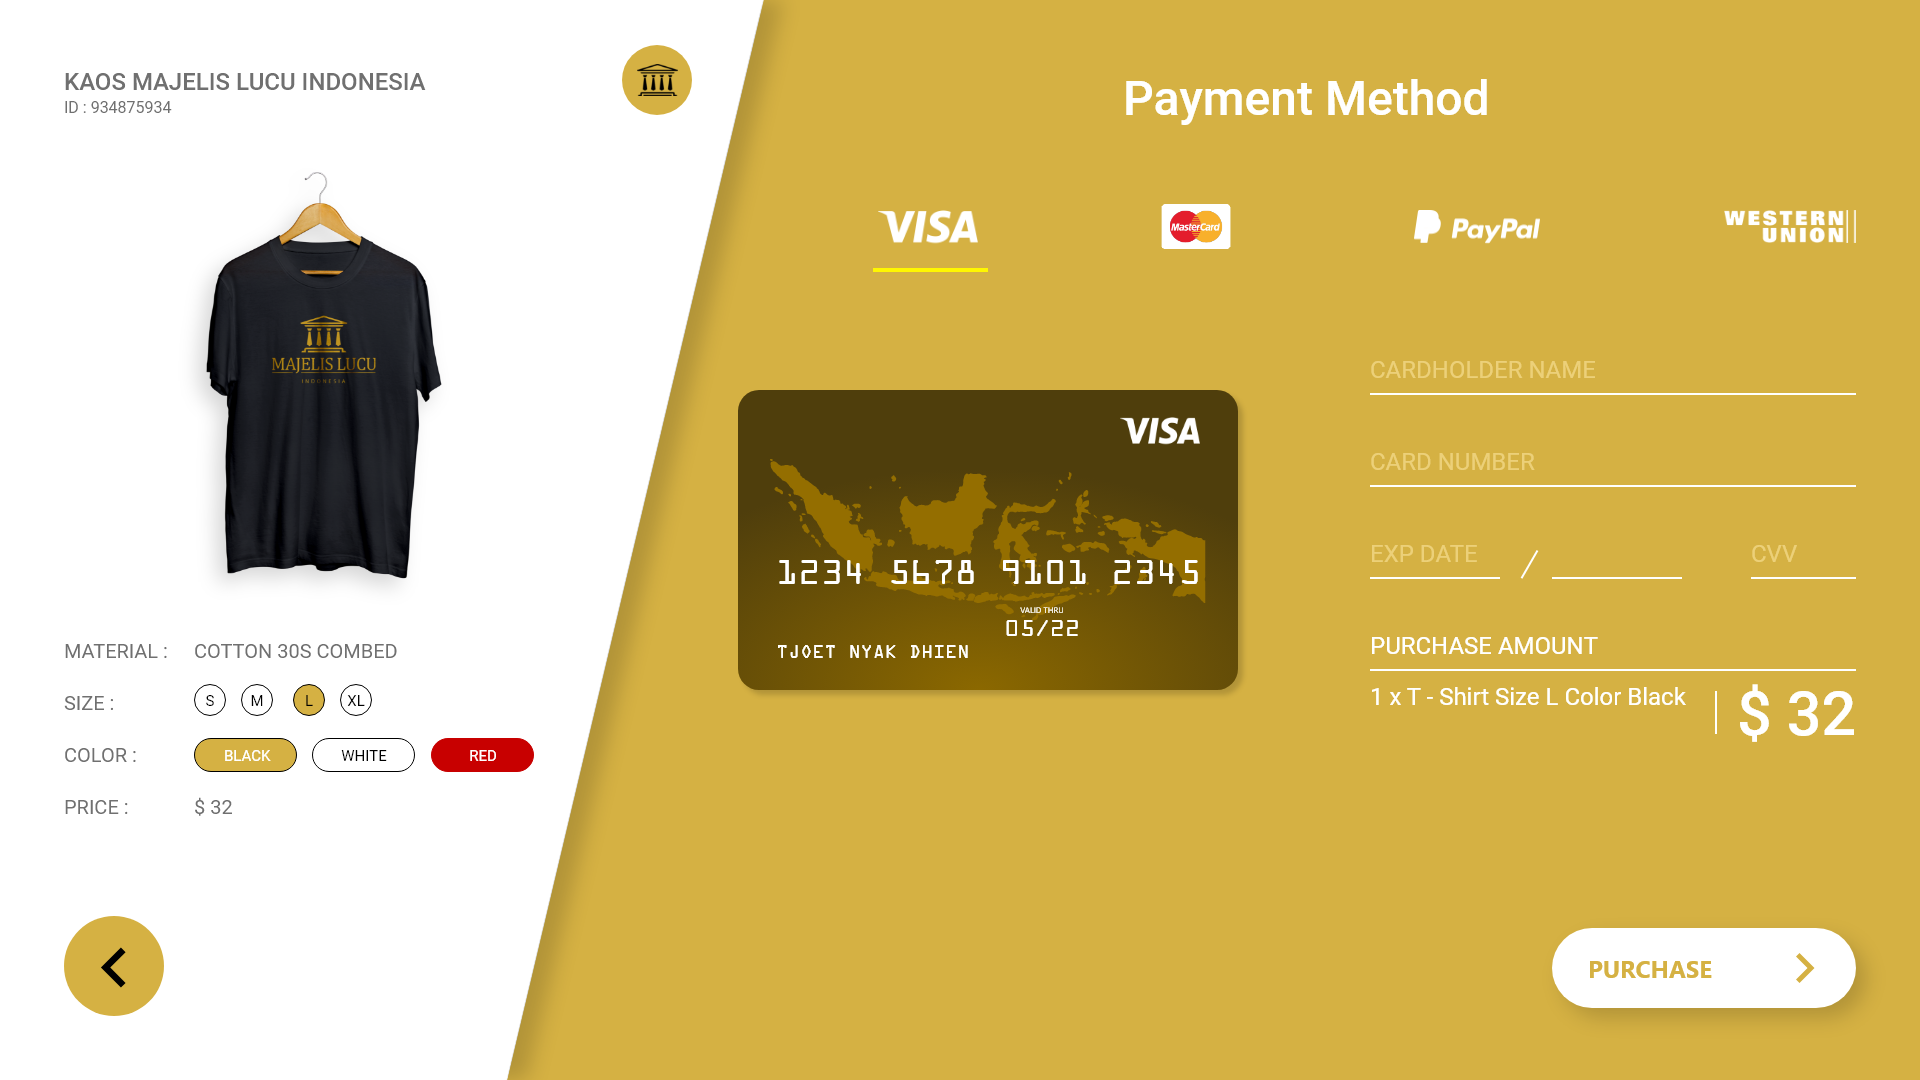 KAOS MAJELIS LUCU INDONESIA
ID : 934875934
MAJELIS LUCU
INDONESIA
MATERIAL : COTTON 30S COMBED
SIZE : S M L XL
COLOR : BLACK WHITE RED
PRICE : $ 32
Payment Method
VISA MasterCard PayPal WESTERN UNION
VISA
1234 5678 9101 2345
VALID THRU
05/22
TJOET NYAK DHIEN
CARDHOLDER NAME
CARD NUMBER
EXP DATE / CVV
PURCHASE AMOUNT
1 x T - Shirt Size L Color Black $ 32
PURCHASE